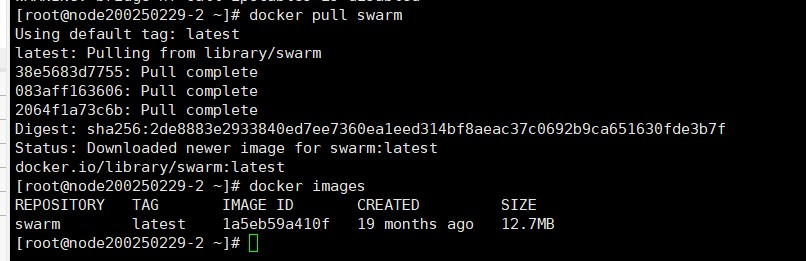 [root@node200250229-2 ~]# docker pull swarm
Using default tag: latest
latest: Pulling from library/swarm
38e5683d7755: Pull complete
083aff163606: Pull complete
2064f1a73c6b: Pull complete
Digest: sha256:2de8883e2933840ed7ee7360ea1eed314bf8aeac37c0692b9ca651630fde3b7f
Status: Downloaded newer image for swarm:latest
docker.io/library/swarm:latest
[root@node200250229-2 ~]# docker images
REPOSITORY TAG IMAGE ID CREATED SIZE
swarm latest 1a5eb59a410f 19 months ago 12.7MB
[root@node200250229-2 ~]#